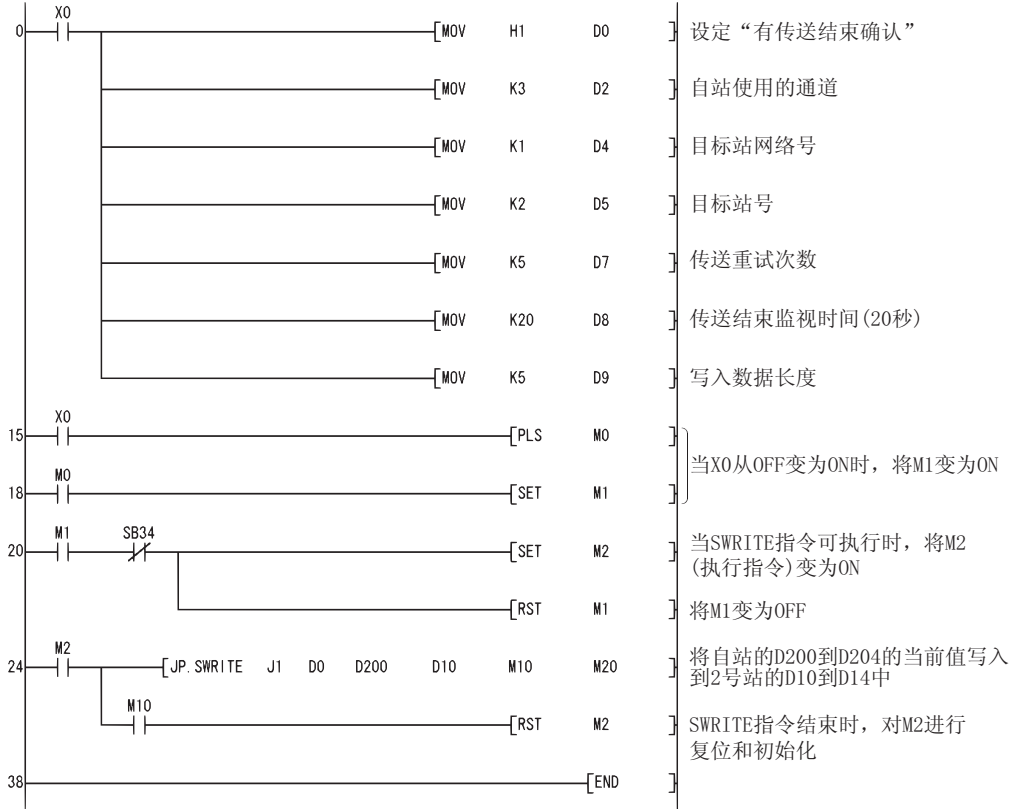 X0
0 [MOV H1 D0 ] 设定“有传送结束确认”
[MOV K3 D2 ] 自站使用的通道
[MOV K1 D4 ] 目标站网络号
[MOV K2 D5 ] 目标站号
[MOV K5 D7 ] 传送重试次数
[MOV K20 D8 ] 传送结束监视时间(20秒)
[MOV K5 D9 ] 写入数据长度
X0
15 [PLS M0 ]
当X0从OFF变为ON时，将M1变为ON
M0
18 [SET M1 ]
M1 SB34
20 [SET M2 ] 当SWRITE指令可执行时，将M2
(执行指令)变为ON
[RST M1 ] 将M1变为OFF
M2
24 [JP.SWRITE J1 D0 D200 D10 M10 M20 ] 将自站的D200到D204的当前值写入
到2号站的D10到D14中
M10
[RST M2 ] SWRITE指令结束时，对M2进行
复位和初始化
38 [END ]